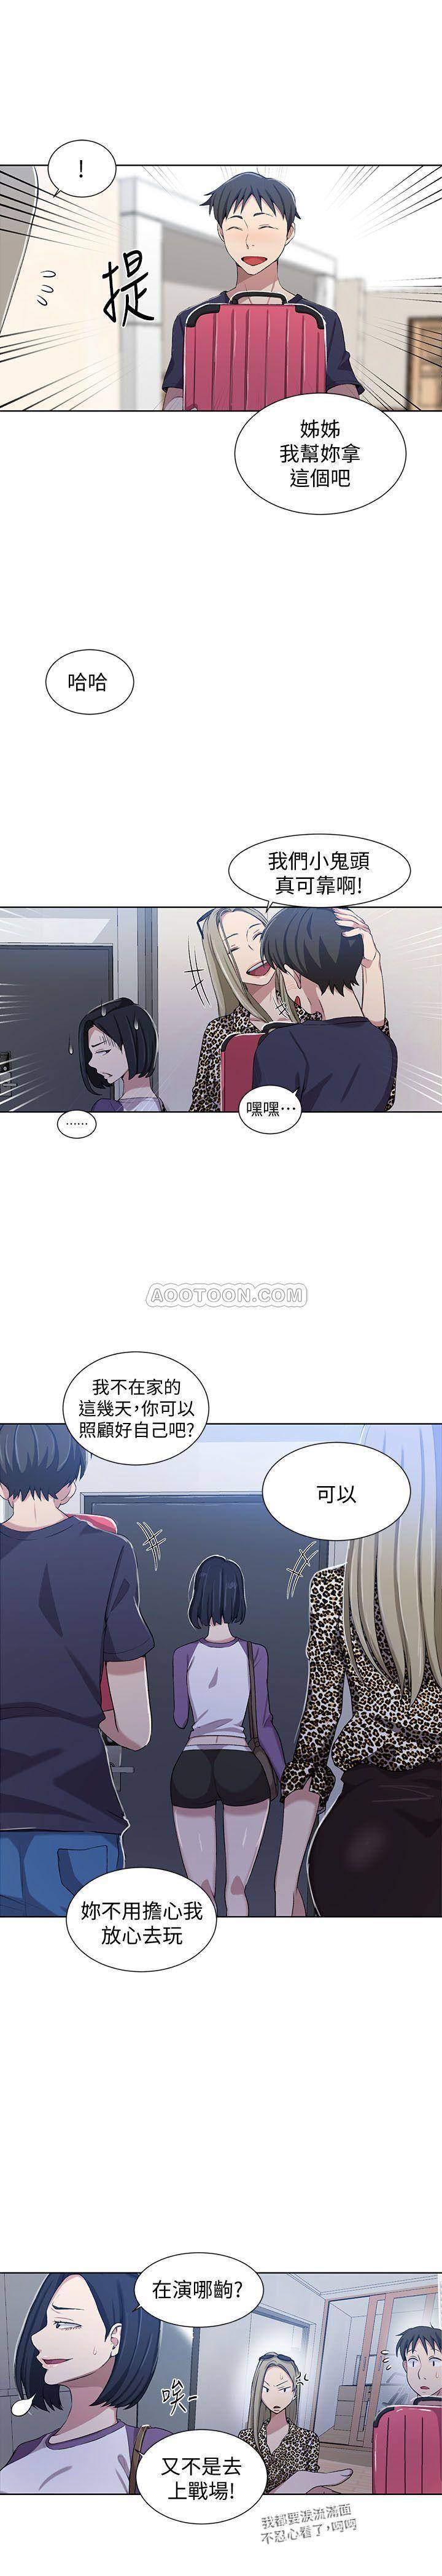 !
提
姊姊
我幫妳拿
這個吧
哈哈
我們小鬼頭
真可靠啊!
嘿嘿…
……
AOOTOON.COM
我不在家的
這幾天,你可以
照顧好自己吧?
可以
妳不用擔心我
放心去玩
在演哪齣?
唉-
又不是去
上戰場!
我都要淚流滿面
不忍心看了,呵呵